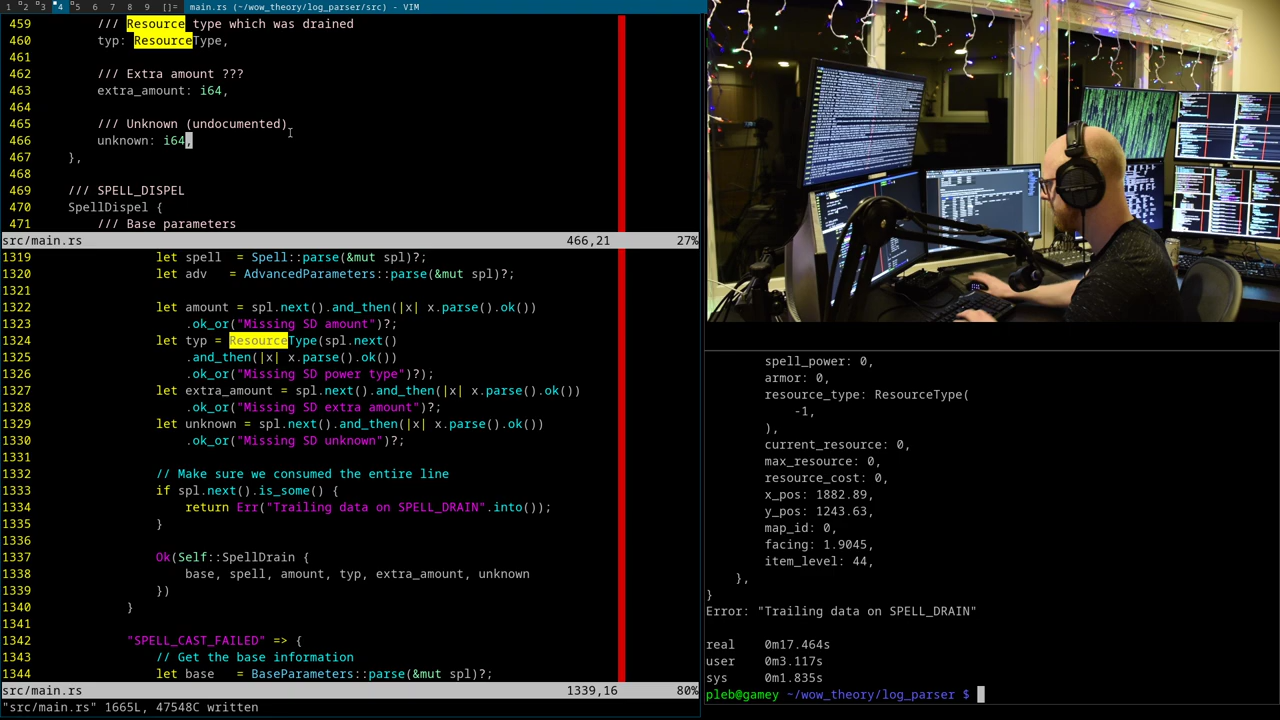 1 2 3 4 5 6 7 8 9 []= main.rs (~/wow_theory/log_parser/src) - VIM
459 /// Resource type which was drained
460 typ: ResourceType,
461
462 /// Extra amount ???
463 extra_amount: i64,
464
465 /// Unknown (undocumented)
466 unknown: i64,
467 },
468
469 /// SPELL_DISPEL
470 SpellDispel {
471 /// Base parameters
src/main.rs 466,21 27%
1319 let spell = Spell::parse(&mut spl)?;
1320 let adv = AdvancedParameters::parse(&mut spl)?;
1321
1322 let amount = spl.next().and_then(|x| x.parse().ok())
1323 .ok_or("Missing SD amount")?;
1324 let typ = ResourceType(spl.next()
1325 .and_then(|x| x.parse().ok())
1326 .ok_or("Missing SD power type")?);
1327 let extra_amount = spl.next().and_then(|x| x.parse().ok())
1328 .ok_or("Missing SD extra amount")?;
1329 let unknown = spl.next().and_then(|x| x.parse().ok())
1330 .ok_or("Missing SD unknown")?;
1331
1332 // Make sure we consumed the entire line
1333 if spl.next().is_some() {
1334 return Err("Trailing data on SPELL_DRAIN".into());
1335 }
1336
1337 Ok(Self::SpellDrain {
1338 base, spell, amount, typ, extra_amount, unknown
1339 })
1340 }
1341
1342 "SPELL_CAST_FAILED" => {
1343 // Get the base information
1344 let base = BaseParameters::parse(&mut spl)?;
src/main.rs 1339,16 80%
"src/main.rs" 1665L, 47548C written
spell_power: 0,
armor: 0,
resource_type: ResourceType(
-1,
),
current_resource: 0,
max_resource: 0,
resource_cost: 0,
x_pos: 1882.89,
y_pos: 1243.63,
map_id: 0,
facing: 1.9045,
item_level: 44,
},
}
Error: "Trailing data on SPELL_DRAIN"
real 0m17.464s
user 0m3.117s
sys 0m1.835s
pleb@gamey ~/wow_theory/log_parser $